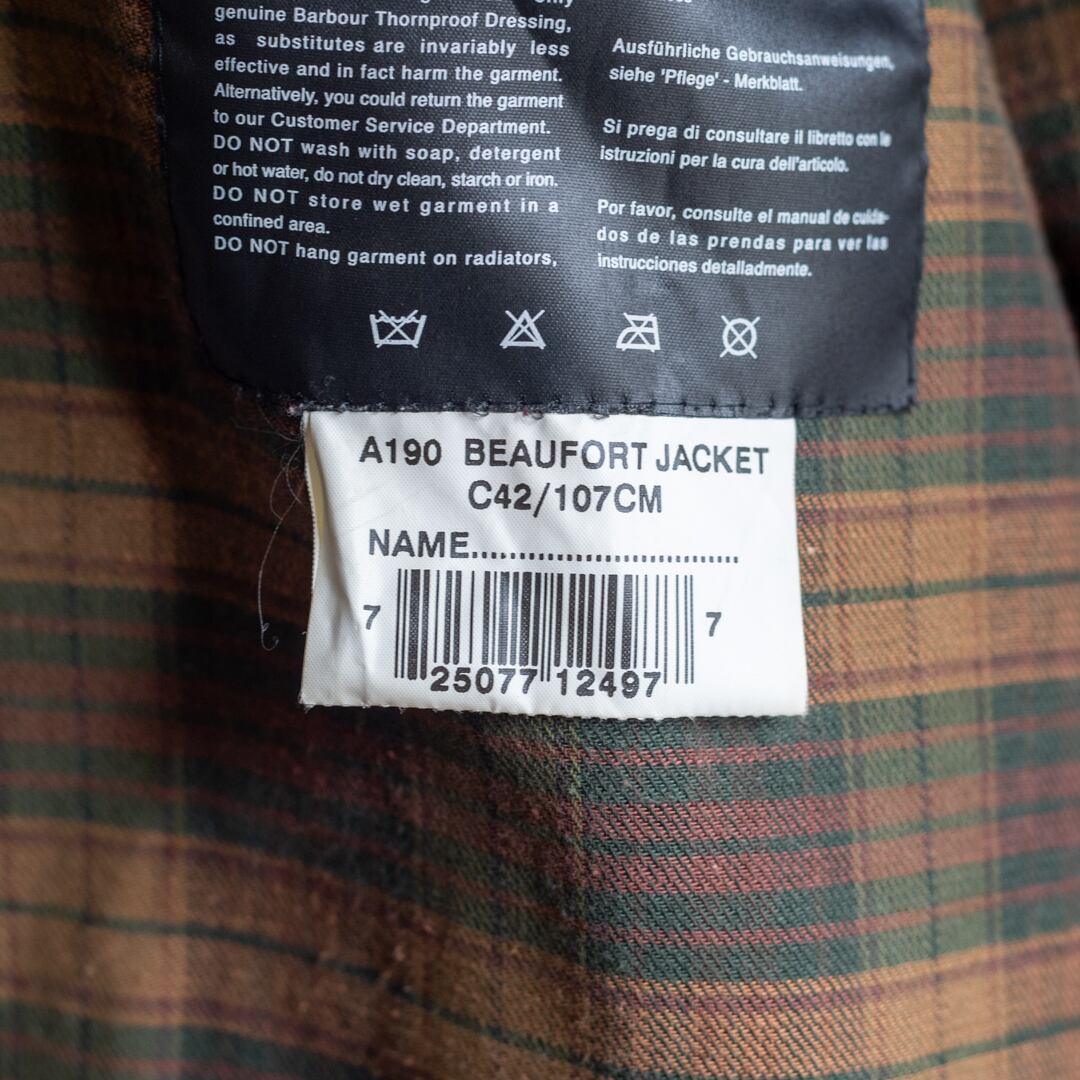 genuine Barbour Thornproof Dressing,
as substitutes are invariably less
effective and in fact harm the garment.
Alternatively, you could return the garment
to our Customer Service Department.
DO NOT wash with soap, detergent
or hot water, do not dry clean, starch or iron.
DO NOT store wet garment in a
confined area.
DO NOT hang garment on radiators,
Ausführliche Gebrauchsanweisungen,
siehe 'Pflege' - Merkblatt.
Si prega di consultare il libretto con le
istruzioni per la cura dell'articolo.
Por favor, consulte el manual de cuida-
dos de las prendas para ver las
instrucciones detalladmente.
A190 BEAUFORT JACKET
C42/107CM
NAME..............................
7 25077 12497 7